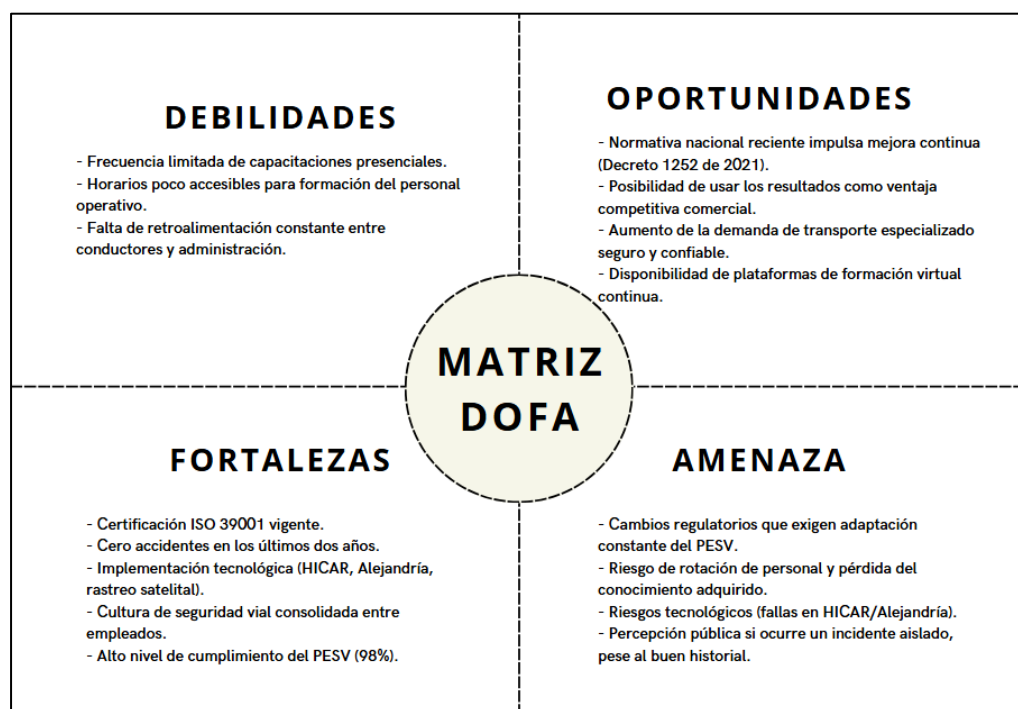 DEBILIDADES
- Frecuencia limitada de capacitaciones presenciales.
- Horarios poco accesibles para formación del personal
operativo.
- Falta de retroalimentación constante entre
conductores y administración.
OPORTUNIDADES
- Normativa nacional reciente impulsa mejora continua
(Decreto 1252 de 2021).
- Posibilidad de usar los resultados como ventaja
competitiva comercial.
- Aumento de la demanda de transporte especializado
seguro y confiable.
- Disponibilidad de plataformas de formación virtual
continua.
MATRIZ
DOFA
FORTALEZAS
- Certificación ISO 39001 vigente.
- Cero accidentes en los últimos dos años.
- Implementación tecnológica (HICAR, Alejandría,
rastreo satelital).
- Cultura de seguridad vial consolidada entre
empleados.
- Alto nivel de cumplimiento del PESV (98%).
AMENAZA
- Cambios regulatorios que exigen adaptación
constante del PESV.
- Riesgo de rotación de personal y pérdida del
conocimiento adquirido.
- Riesgos tecnológicos (fallas en HICAR/Alejandría).
- Percepción pública si ocurre un incidente aislado,
pese al buen historial.